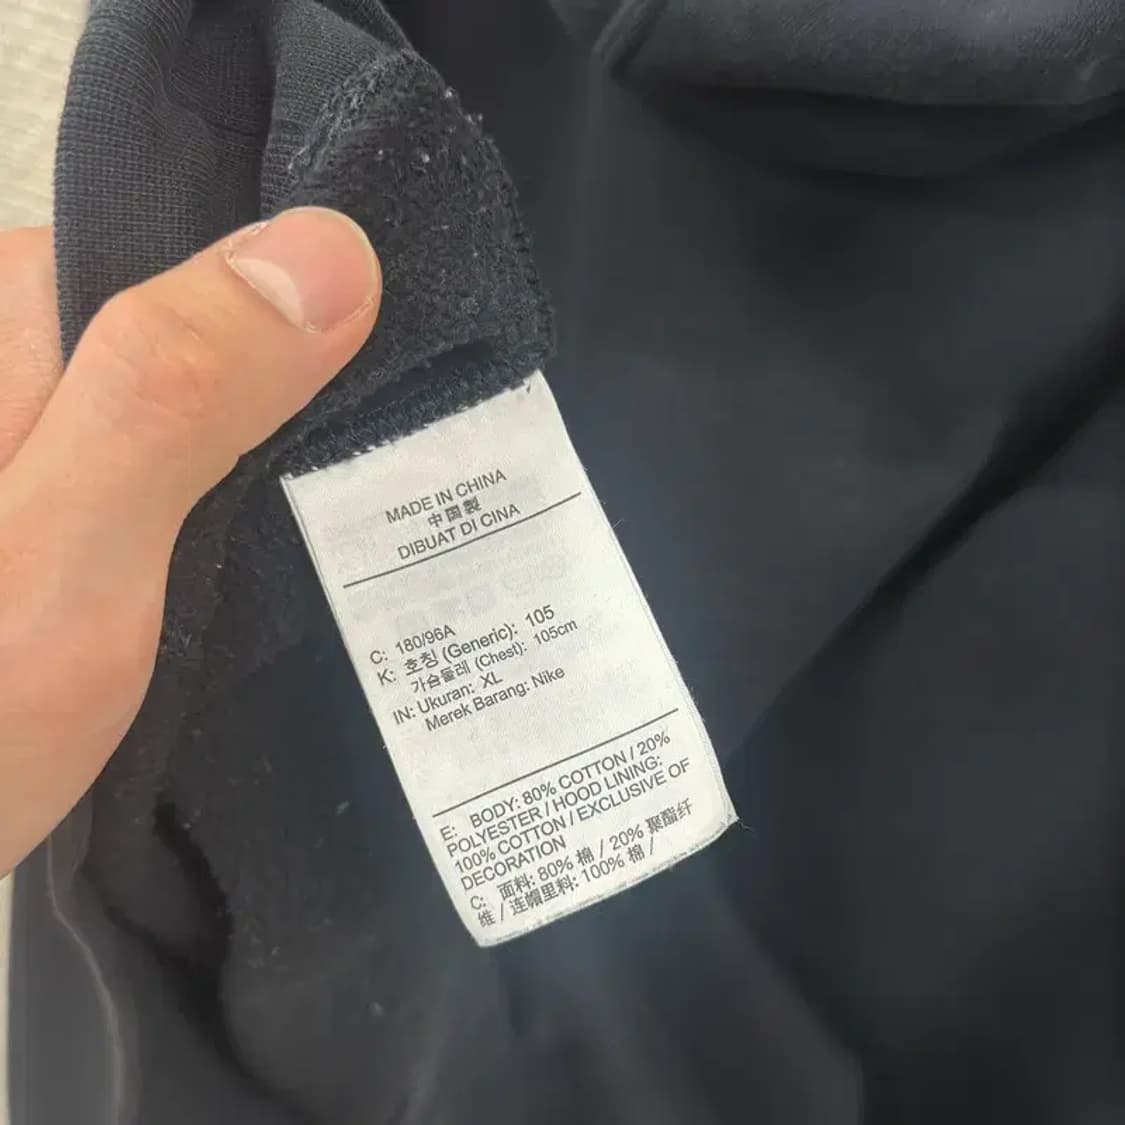 MADE IN CHINA
中国製
DIBUAT DI CINA
C: 180/96A
K: 호칭 (Generic): 105
가슴둘레 (Chest): 105cm
IN: Ukuran: XL
Merek Barang: Nike
E: BODY: 80% COTTON / 20%
POLYESTER / HOOD LINING:
100% COTTON / EXCLUSIVE OF
DECORATION
C: 面料: 80% 棉 / 20% 聚酯纤
维 / 连帽里料: 100% 棉 /